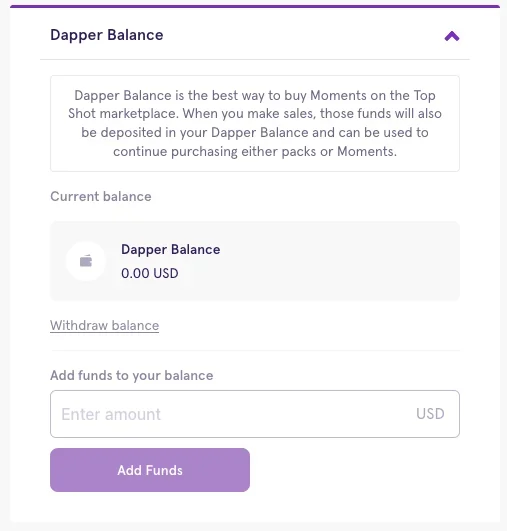 Dapper Balance
Dapper Balance is the best way to buy Moments on the Top
Shot marketplace. When you make sales, those funds will also
be deposited in your Dapper Balance and can be used to
continue purchasing either packs or Moments.
Current balance
Dapper Balance
0.00 USD
Withdraw balance
Add funds to your balance
Enter amount USD
Add Funds